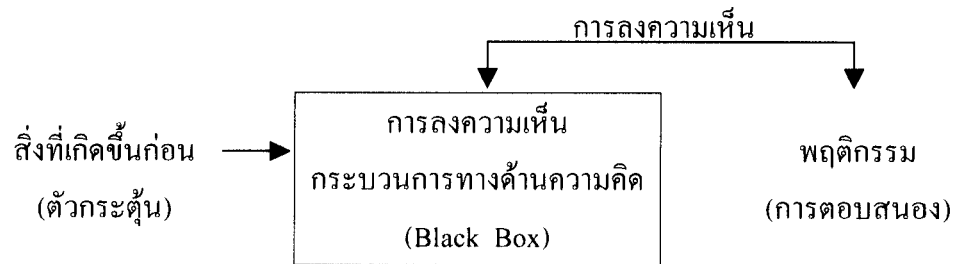 การลงความเห็น
สิ่งที่เกิดขึ้นก่อน
(ตัวกระตุ้น)
การลงความเห็น
กระบวนการทางด้านความคิด
(Black Box)
พฤติกรรม
(การตอบสนอง)